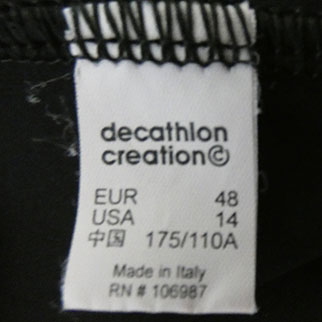 decathlon
creation©
EUR 48
USA 14
中国 175/110A
Made in Italy
RN # 106987